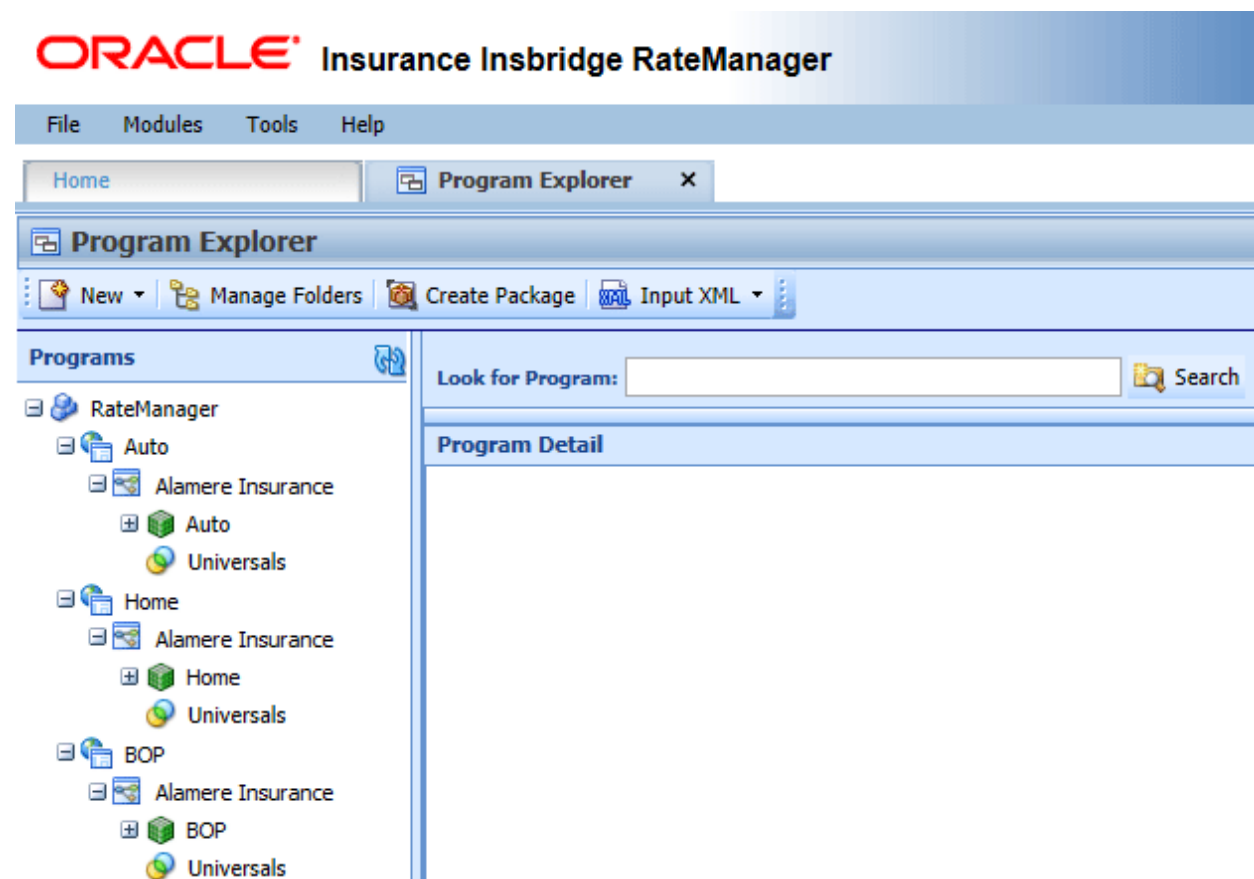 ORACLE Insurance Insbridge RateManager
File Modules Tools Help
Home Program Explorer ×
Program Explorer
New Manage Folders Create Package XML Input XML
Programs
Look for Program: Search
Program Detail
RateManager
Auto
Alamere Insurance
Auto
Universals
Home
Alamere Insurance
Home
Universals
BOP
Alamere Insurance
BOP
Universals